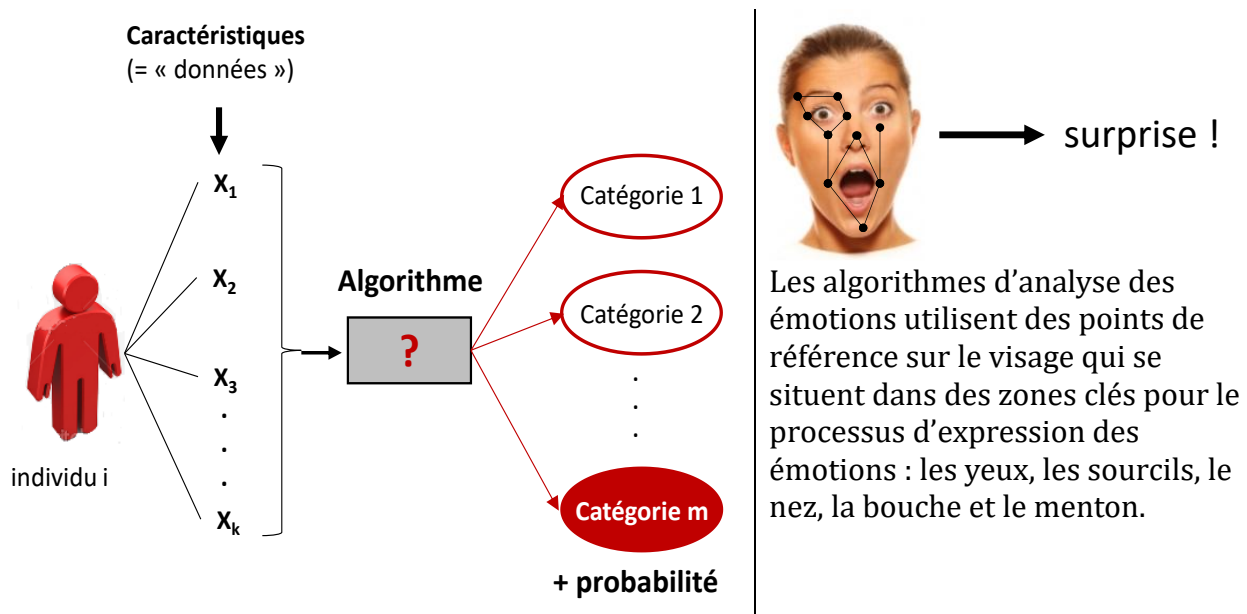 Caractéristiques
(= « données »)
X1
X2
X3
.
.
.
Xk
individu i
Algorithme
?
Catégorie 1
Catégorie 2
.
.
.
Catégorie m
+ probabilité
surprise !
Les algorithmes d’analyse des
émotions utilisent des points de
référence sur le visage qui se
situent dans des zones clés pour le
processus d’expression des
émotions : les yeux, les sourcils, le
nez, la bouche et le menton.